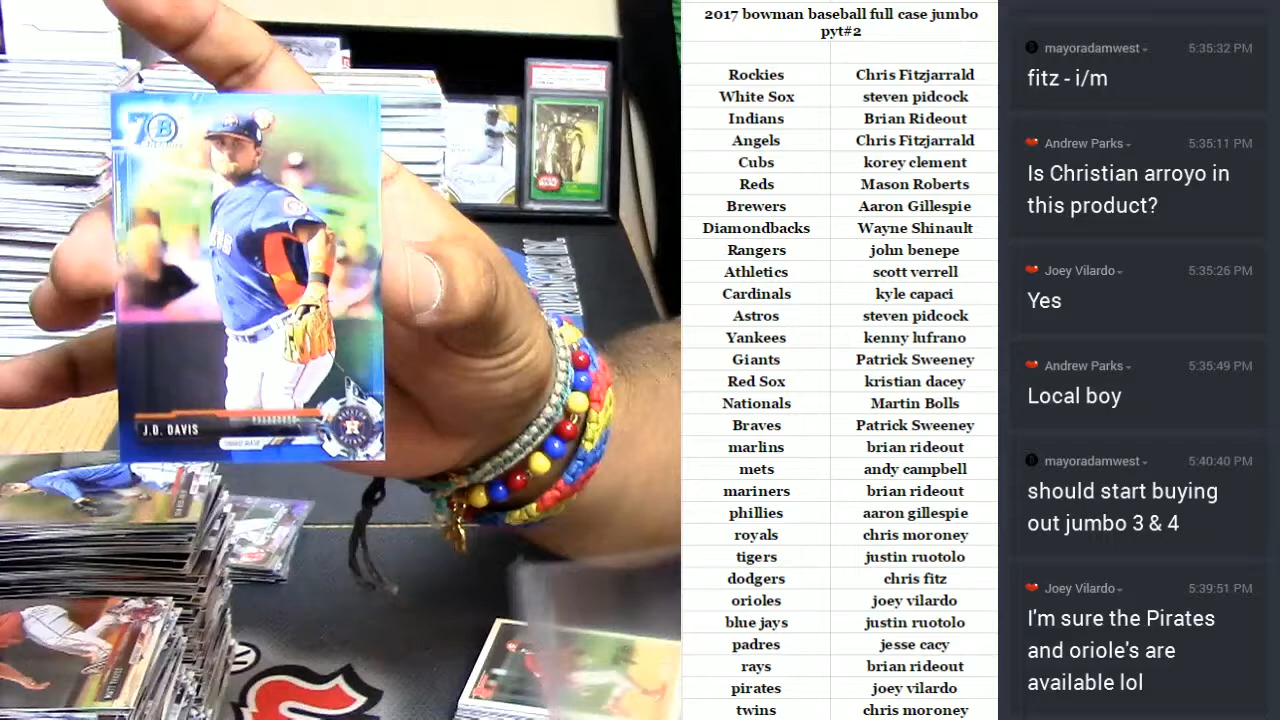 J.D. DAVIS
2017 bowman baseball full case jumbo
pyt#2
Rockies Chris Fitzjarrald
White Sox steven pidcock
Indians Brian Rideout
Angels Chris Fitzjarrald
Cubs korey clement
Reds Mason Roberts
Brewers Aaron Gillespie
Diamondbacks Wayne Shinault
Rangers john benepe
Athletics scott verrell
Cardinals kyle capaci
Astros steven pidcock
Yankees kenny lufrano
Giants Patrick Sweeney
Red Sox kristian dacey
Nationals Martin Bolls
Braves Patrick Sweeney
marlins brian rideout
mets andy campbell
mariners brian rideout
phillies aaron gillespie
royals chris moroney
tigers justin ruotolo
dodgers chris fitz
orioles joey vilardo
blue jays justin ruotolo
padres jesse cacy
rays brian rideout
pirates joey vilardo
twins chris moroney
mayoradamwest 5:35:32 PM
fitz - i/m
Andrew Parks 5:35:11 PM
Is Christian arroyo in
this product?
Joey Vilardo 5:35:26 PM
Yes
Andrew Parks 5:35:49 PM
Local boy
mayoradamwest 5:40:40 PM
should start buying
out jumbo 3 & 4
Joey Vilardo 5:39:51 PM
I'm sure the Pirates
and oriole's are
available lol